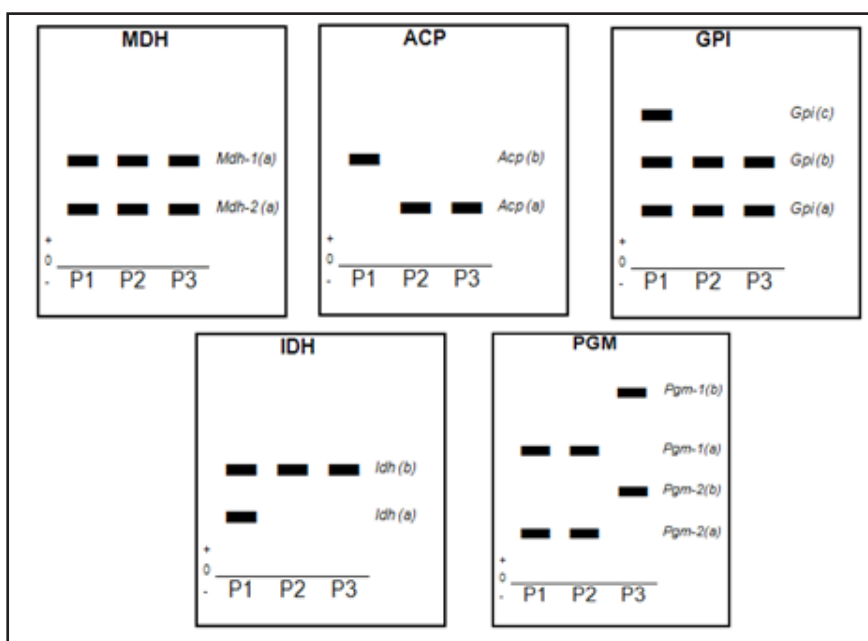 MDH
Mdh-1(a)
Mdh-2(a)
+
0
-
P1 P2 P3
ACP
Acp(b)
Acp(a)
+
0
-
P1 P2 P3
GPI
Gpi(c)
Gpi(b)
Gpi(a)
+
0
-
P1 P2 P3
IDH
Idh(b)
Idh(a)
+
0
-
P1 P2 P3
PGM
Pgm-1(b)
Pgm-1(a)
Pgm-2(b)
Pgm-2(a)
+
0
-
P1 P2 P3